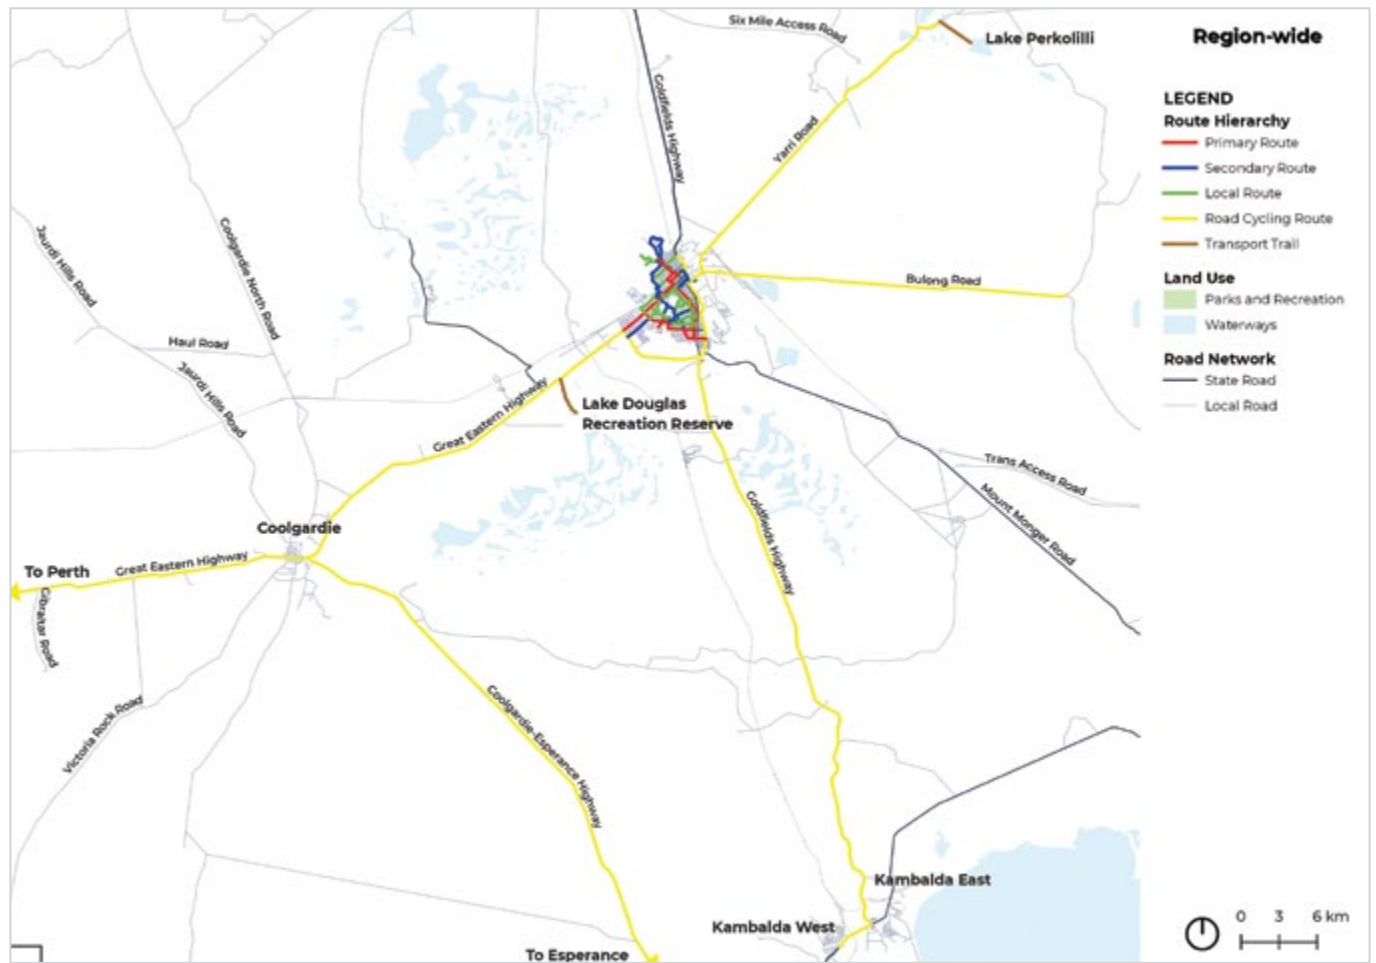 Six Mile Access Road
Lake Perkolilli
Goldfields Highway
Yarri Road
Jaurdi Hills Road
Coolgardie North Road
Bulong Road
Haul Road
Jaurdi Hills Road
Great Eastern Highway
Lake Douglas
Recreation Reserve
Trans Access Road
Mount Monger Road
Goldfields Highway
Coolgardie
To Perth
Great Eastern Highway
Gibraltar Road
Victoria Rock Road
Coolgardie-Esperance Highway
Kambalda East
Kambalda West
To Esperance
Region-wide
LEGEND
Route Hierarchy
Primary Route
Secondary Route
Local Route
Road Cycling Route
Transport Trail
Land Use
Parks and Recreation
Waterways
Road Network
State Road
Local Road
0 3 6 km